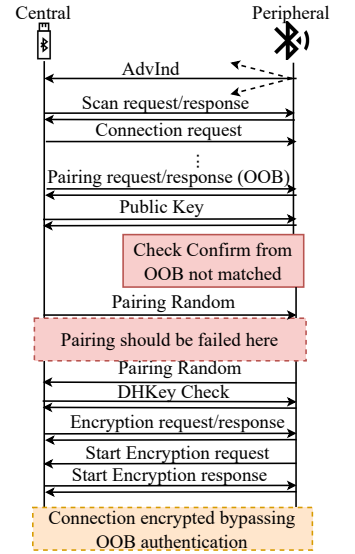 Central Peripheral
AdvInd
Scan request/response
Connection request
⋮
Pairing request/response (OOB)
Public Key
Check Confirm from
OOB not matched
Pairing Random
Pairing should be failed here
Pairing Random
DHKey Check
Encryption request/response
Start Encryption request
Start Encryption response
Connection encrypted bypassing
OOB authentication